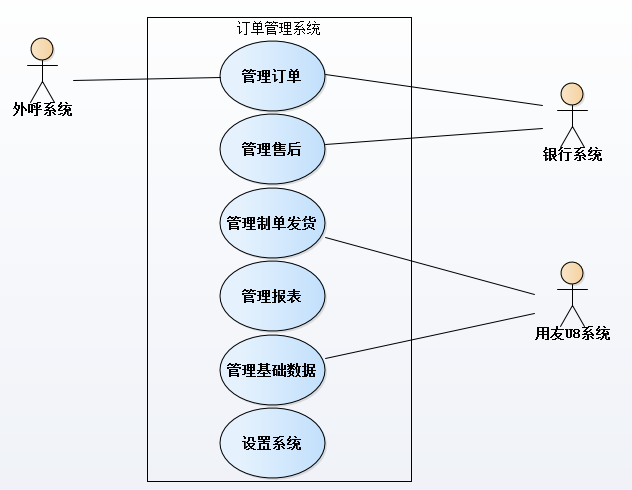 订单管理系统
管理订单
外呼系统
管理售后
银行系统
管理制单发货
管理报表
用友U8系统
管理基础数据
设置系统